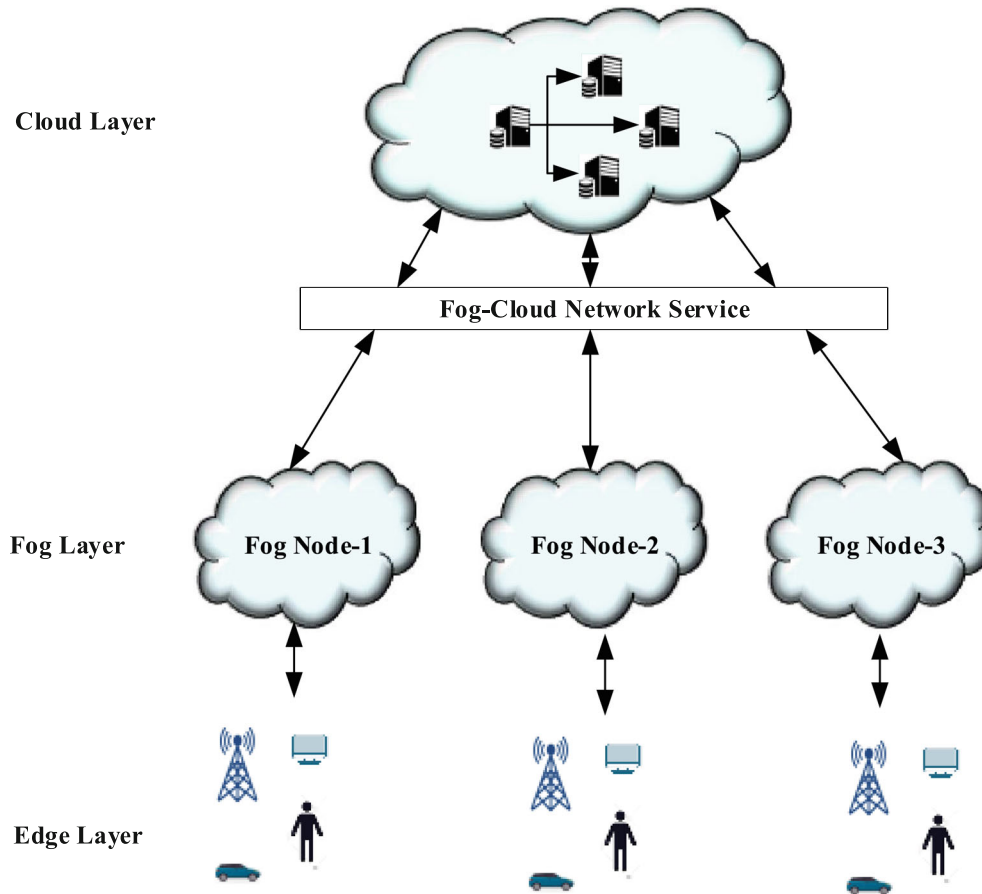 Cloud Layer
Fog-Cloud Network Service
Fog Layer
Fog Node-1
Fog Node-2
Fog Node-3
Edge Layer